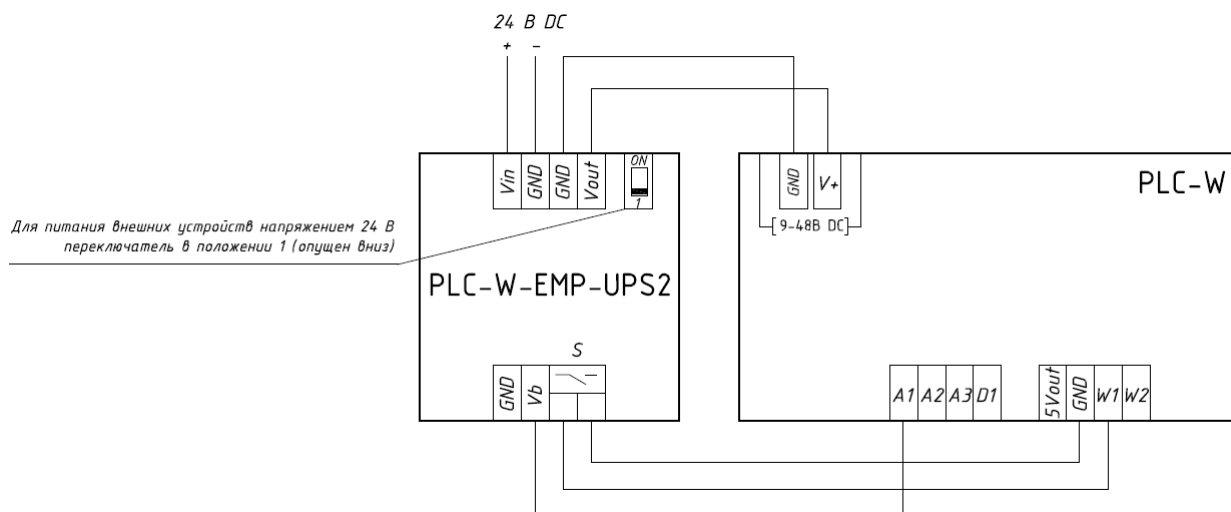 24 В DC
+ –
Vin GND GND Vout ON
1
GND V+
9-48В DC
PLC-W
Для питания внешних устройств напряжением 24 В
переключатель в положении 1 (опущен вниз)
PLC-W-EMP-UPS2
S
GND Vb
A1 A2 A3 D1
5Vout GND W1 W2